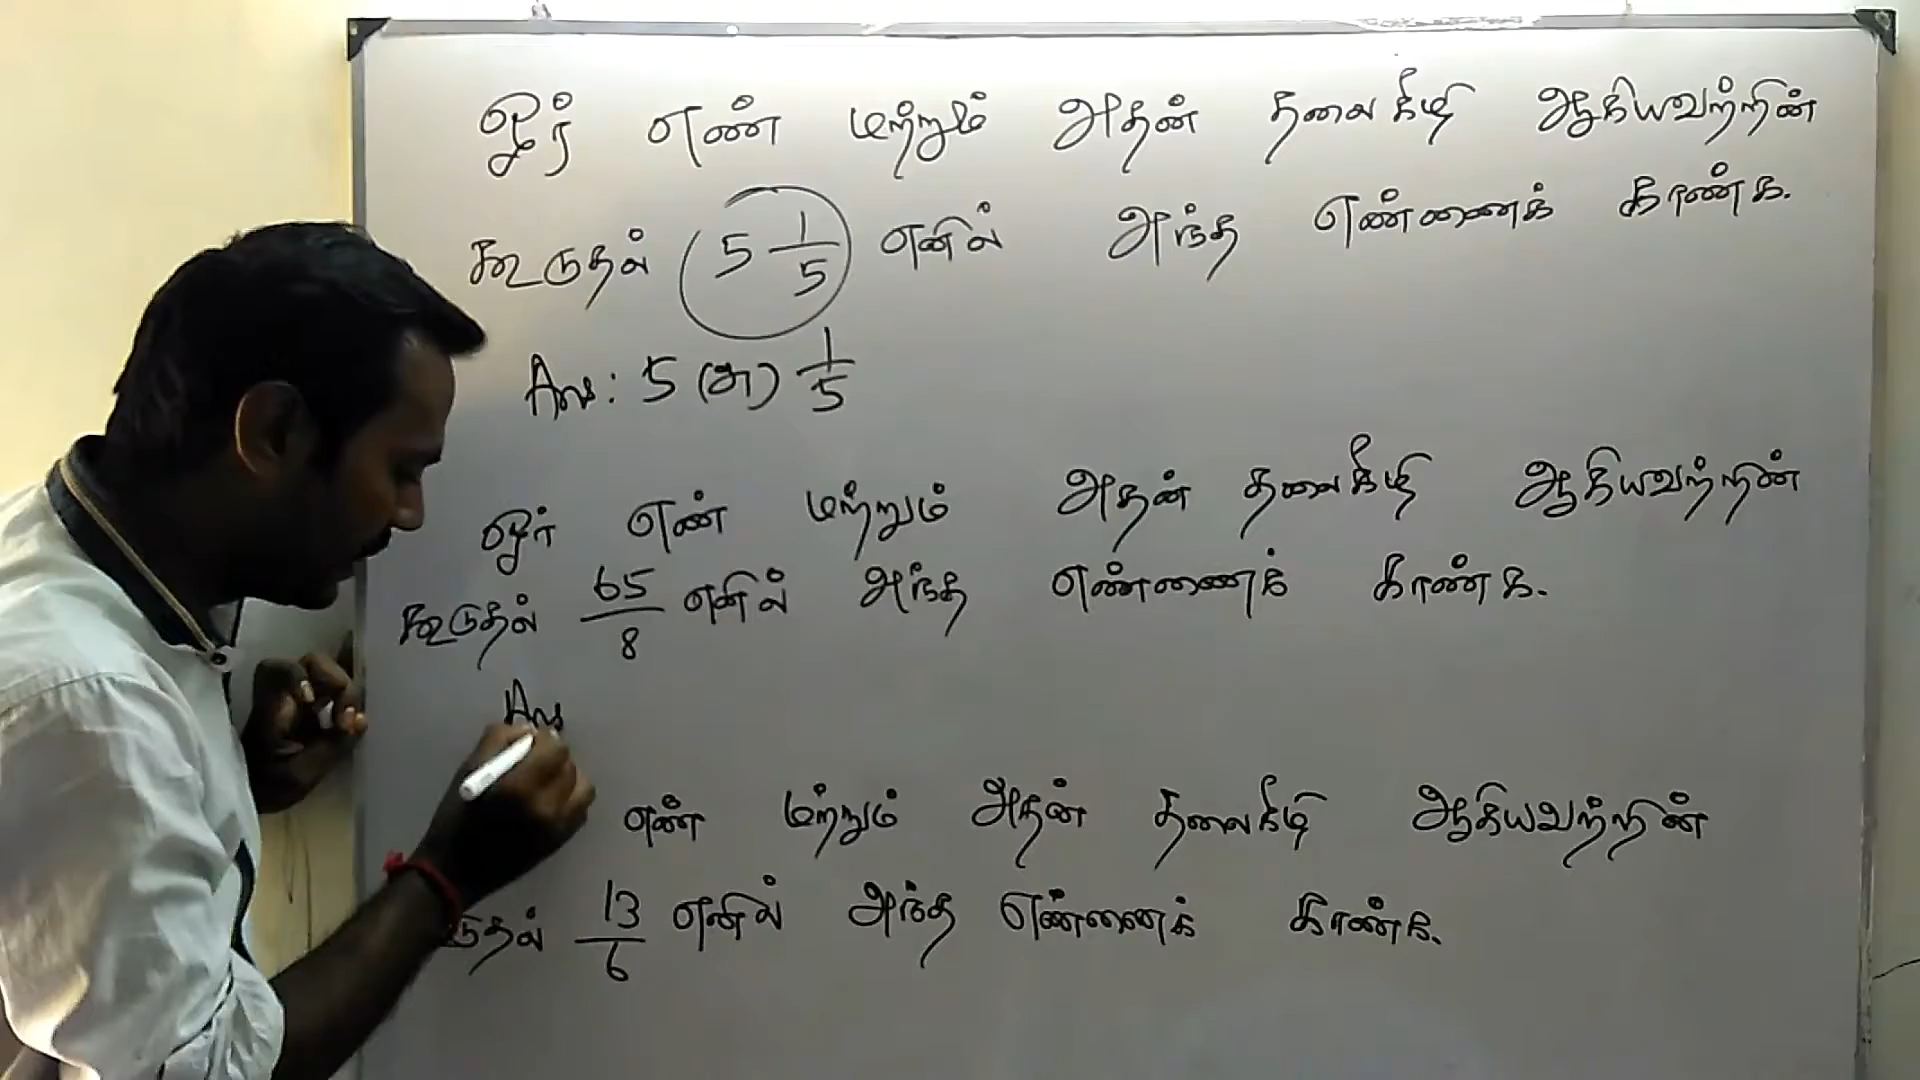 ஓர் எண் மற்றும் அதன் தலைகீழி ஆகியவற்றின்
கூடுதல் 5 1/5 எனில் அந்த எண்ணைக் காண்க.
Ans: 5 (அ) 1/5
ஓர் எண் மற்றும் அதன் தலைகீழி ஆகியவற்றின்
கூடுதல் 65/8 எனில் அந்த எண்ணைக் காண்க.
Ans
எண் மற்றும் அதன் தலைகீழி ஆகியவற்றின்
டுதல் 13/6 எனில் அந்த எண்ணைக் காண்க.